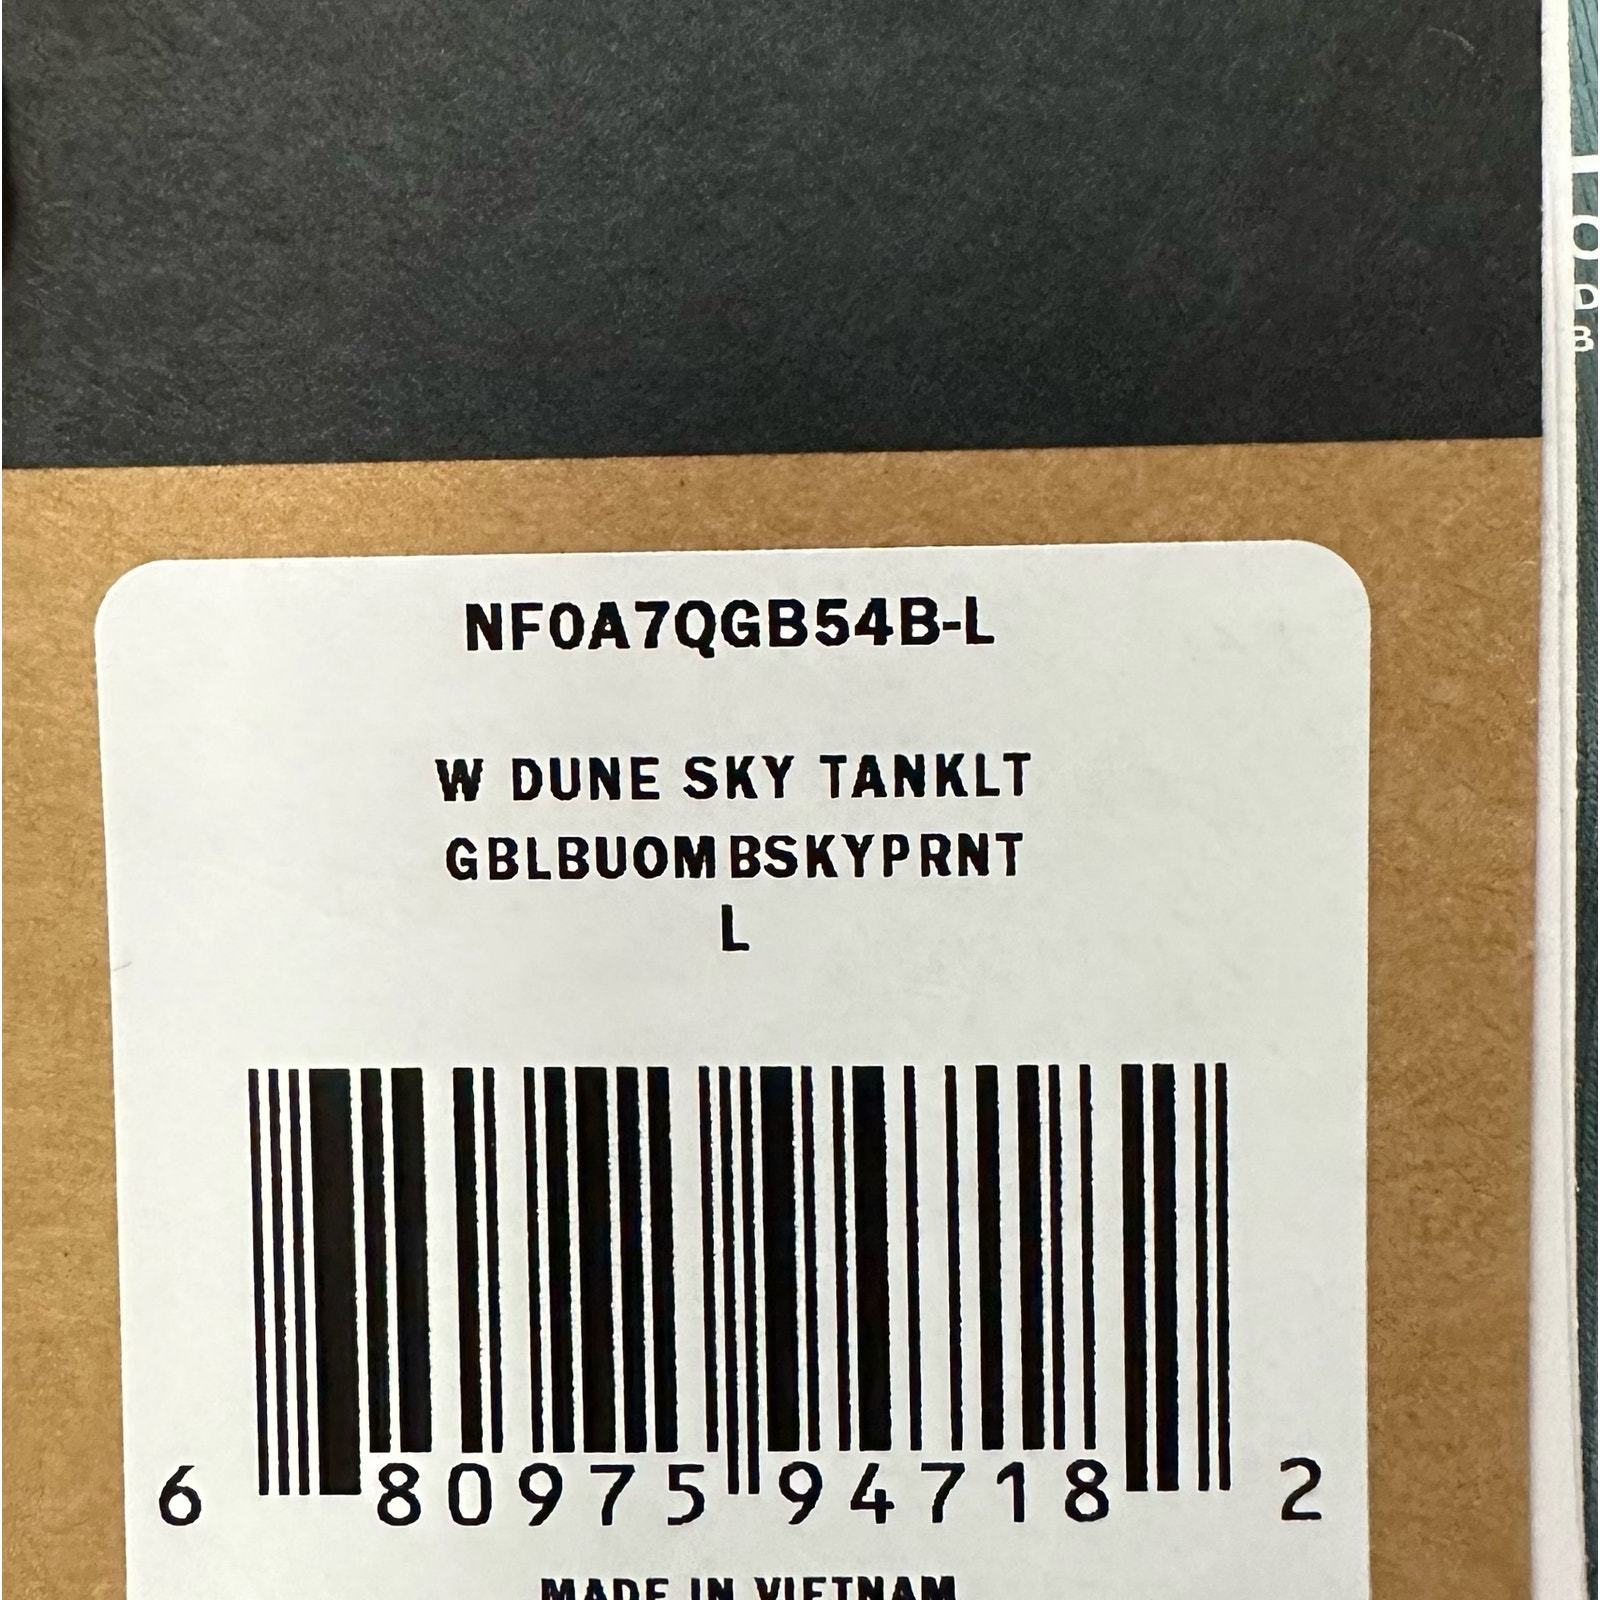 NF0A7QGB54B-L
W DUNE SKY TANKLT
GBLBUOMBSKYPRNT
L
6 80975 94718 2
MADE IN VIETNAM
O
D
B